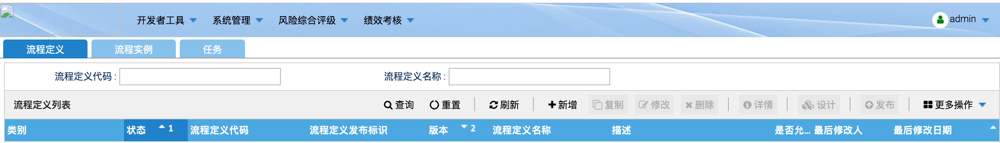 开发者工具 系统管理 风险综合评级 绩效考核 admin
流程定义 流程实例 任务
流程定义代码: 流程定义名称:
流程定义列表 查询 重置 刷新 新增 复制 修改 删除 详情 设计 发布 更多操作
类别 状态 1 流程定义代码 流程定义发布标识 版本 2 流程定义名称 描述 是否允... 最后修改人 最后修改日期